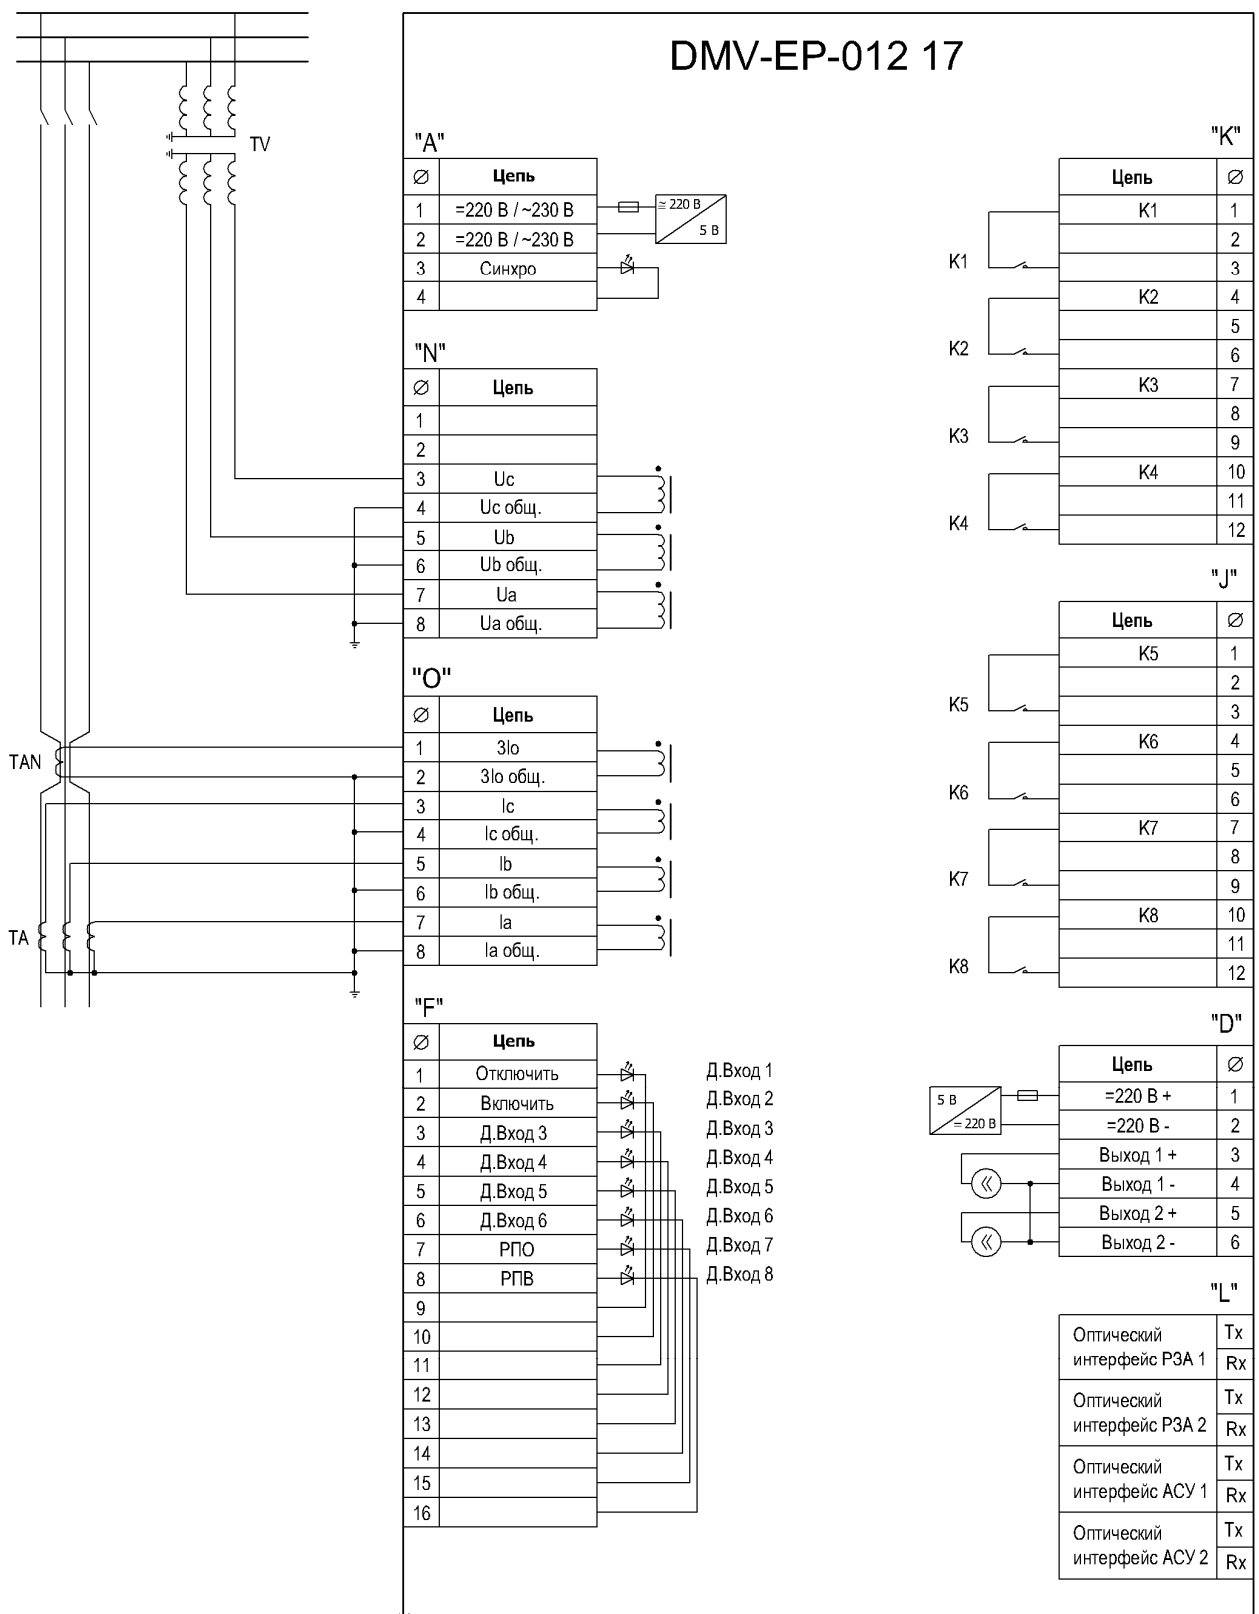 DMV-EP-012 17
TV
"A"
Ø Цепь
1 =220 В / ~230 В
2 =220 В / ~230 В
3 Синхро
4
≅ 220 В
5 В
"N"
Ø Цепь
1
2
3 Uc
4 Uc общ.
5 Ub
6 Ub общ.
7 Ua
8 Ua общ.
"O"
Ø Цепь
1 3Io
2 3Io общ.
3 Ic
4 Ic общ.
5 Ib
6 Ib общ.
7 Ia
8 Ia общ.
TAN
TA
"F"
Ø Цепь
1 Отключить Д.Вход 1
2 Включить Д.Вход 2
3 Д.Вход 3 Д.Вход 3
4 Д.Вход 4 Д.Вход 4
5 Д.Вход 5 Д.Вход 5
6 Д.Вход 6 Д.Вход 6
7 РПО Д.Вход 7
8 РПВ Д.Вход 8
9
10
11
12
13
14
15
16
"K"
Цепь Ø
K1 1
2
K1 3
K2 4
5
K2 6
K3 7
8
K3 9
K4 10
11
K4 12
"J"
Цепь Ø
K5 1
2
K5 3
K6 4
5
K6 6
K7 7
8
K7 9
K8 10
11
K8 12
"D"
Цепь Ø
5 В
= 220 В
=220 В + 1
=220 В - 2
Выход 1 + 3
Выход 1 - 4
Выход 2 + 5
Выход 2 - 6
"L"
Оптический Tx
интерфейс РЗА 1 Rx
Оптический Tx
интерфейс РЗА 2 Rx
Оптический Tx
интерфейс АСУ 1 Rx
Оптический Tx
интерфейс АСУ 2 Rx